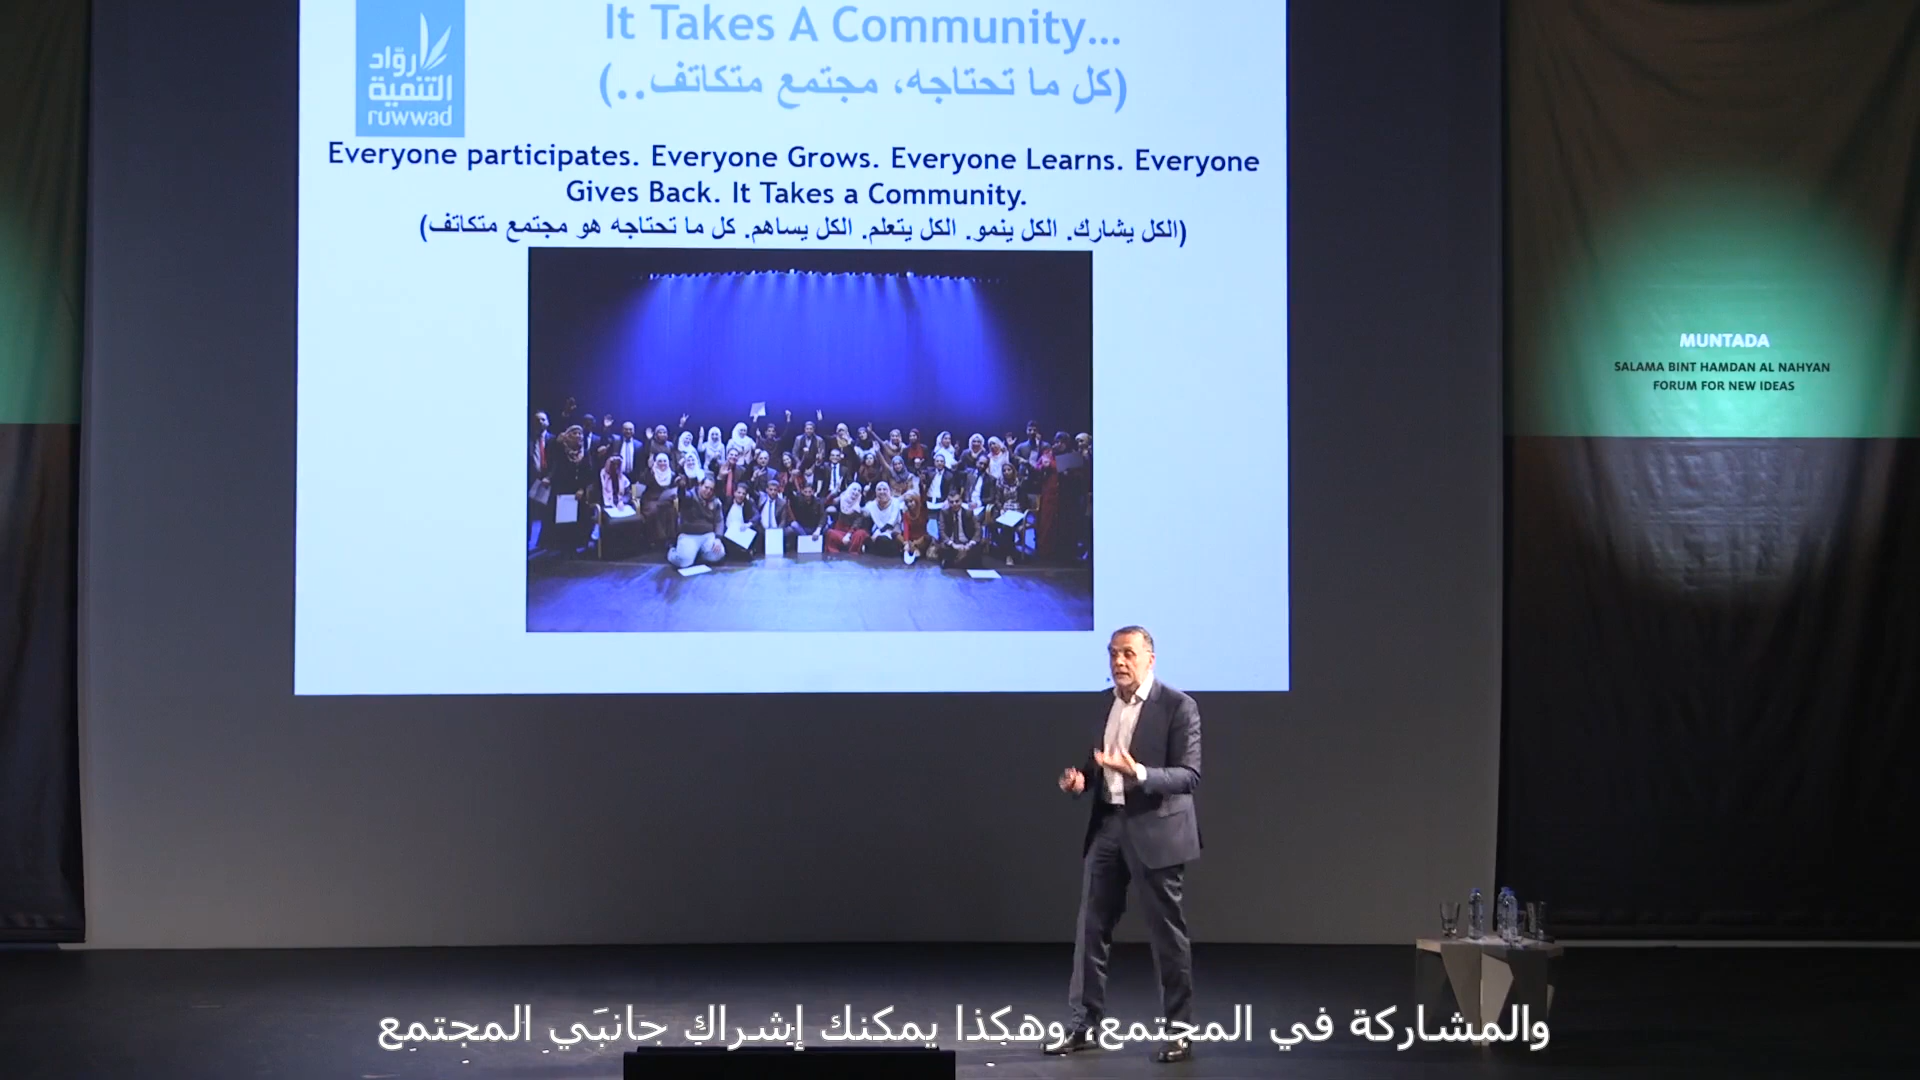 روّاد
التنمية
ruwwad
It Takes A Community...
(كل ما تحتاجه، مجتمع متكاتف..)
Everyone participates. Everyone Grows. Everyone Learns. Everyone
Gives Back. It Takes a Community.
(الكل يشارك. الكل ينمو. الكل يتعلم. الكل يساهم. كل ما تحتاجه هو مجتمع متكاتف)
MUNTADA
SALAMA BINT HAMDAN AL NAHYAN
FORUM FOR NEW IDEAS
والمشاركة في المجتمع، وهكذا يمكنك إشراك جانبَي المجتمع